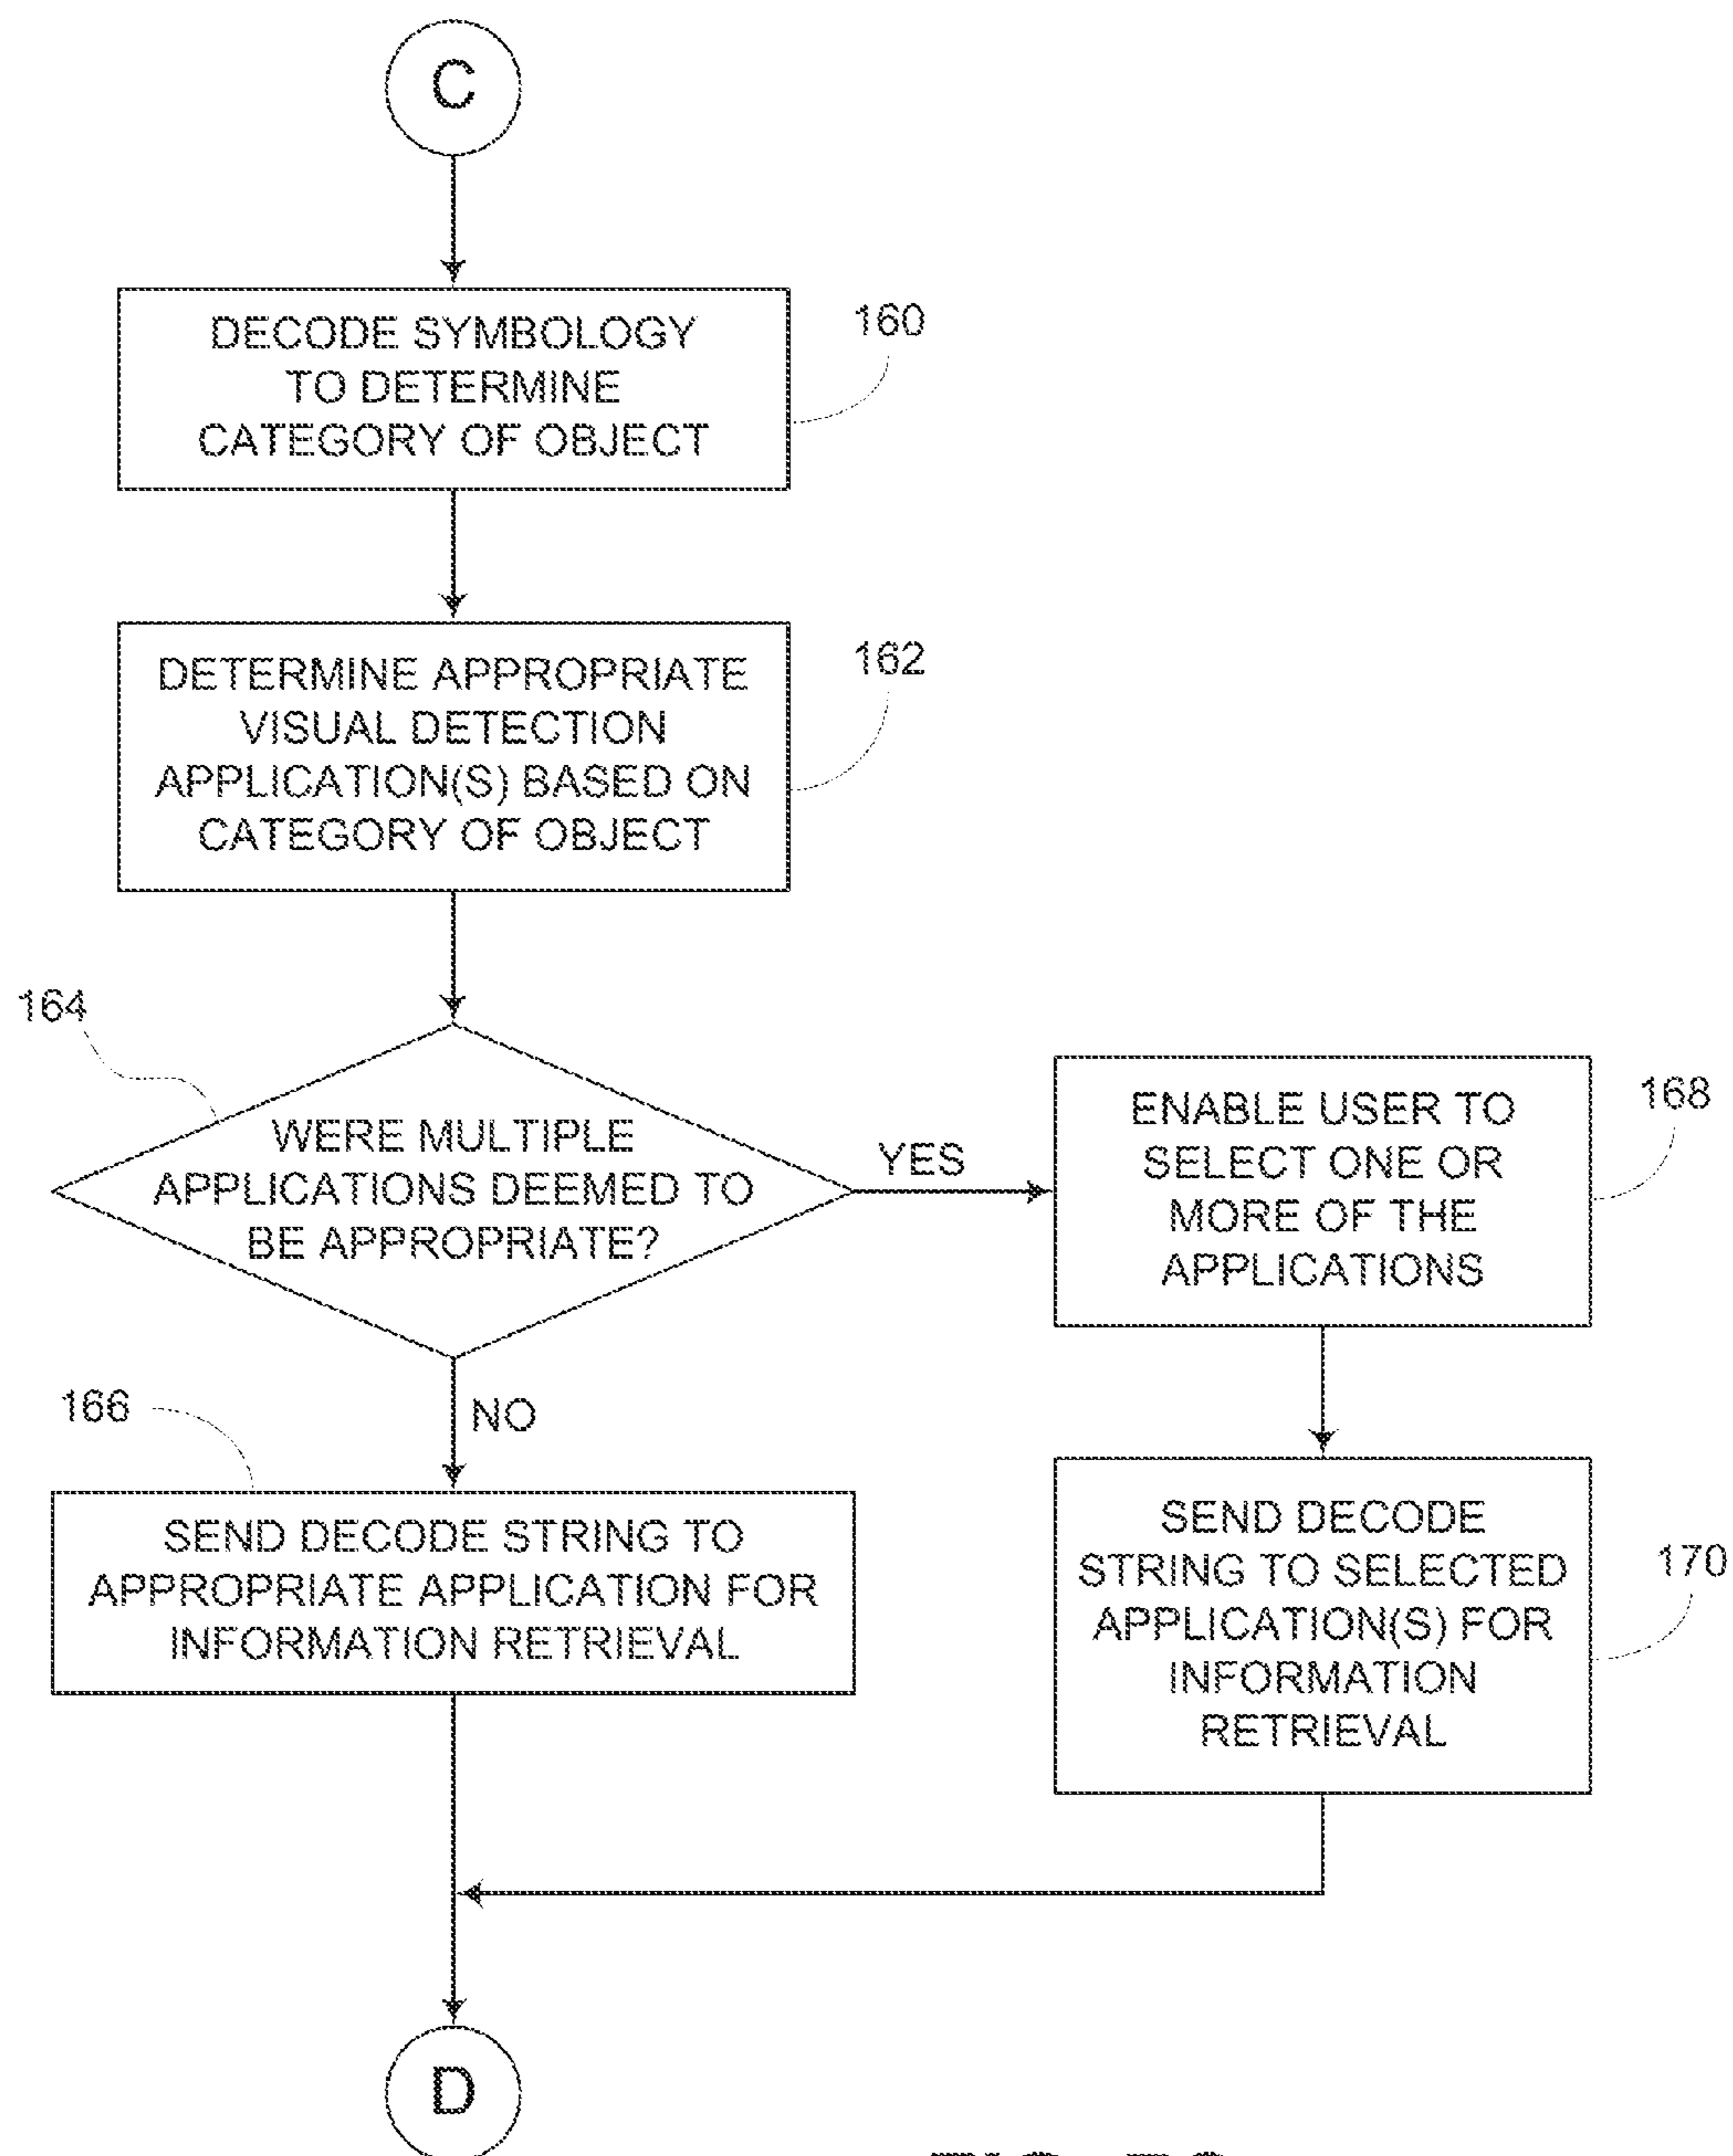 C
DECODE SYMBOLOGY
TO DETERMINE
CATEGORY OF OBJECT
160
DETERMINE APPROPRIATE
VISUAL DETECTION
APPLICATION(S) BASED ON
CATEGORY OF OBJECT
162
164
WERE MULTIPLE
APPLICATIONS DEEMED TO
BE APPROPRIATE?
YES
ENABLE USER TO
SELECT ONE OR
MORE OF THE
APPLICATIONS
168
NO
166
SEND DECODE STRING TO
APPROPRIATE APPLICATION FOR
INFORMATION RETRIEVAL
SEND DECODE
STRING TO SELECTED
APPLICATION(S) FOR
INFORMATION
RETRIEVAL
170
D